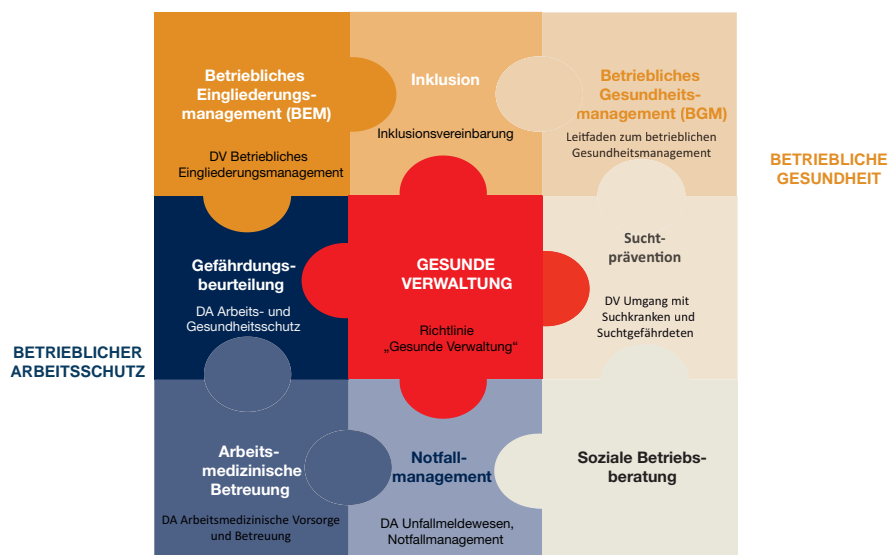 Betriebliches
Eingliederungs-
management (BEM)
DV Betriebliches
Eingliederungsmanagement
Inklusion
Inklusionsvereinbarung
Betriebliches
Gesundheits-
management (BGM)
Leitfaden zum betrieblichen
Gesundheitsmanagement
BETRIEBLICHE
GESUNDHEIT
Gefährdungs-
beurteilung
DA Arbeits- und
Gesundheitsschutz
GESUNDE
VERWALTUNG
Richtlinie
„Gesunde Verwaltung“
Sucht-
prävention
DV Umgang mit
Suchkranken und
Suchtgefährdeten
BETRIEBLICHER
ARBEITSSCHUTZ
Arbeits-
medizinische
Betreuung
DA Arbeitsmedizinische Vorsorge
und Betreuung
Notfall-
management
DA Unfallmeldewesen,
Notfallmanagement
Soziale Betriebs-
beratung